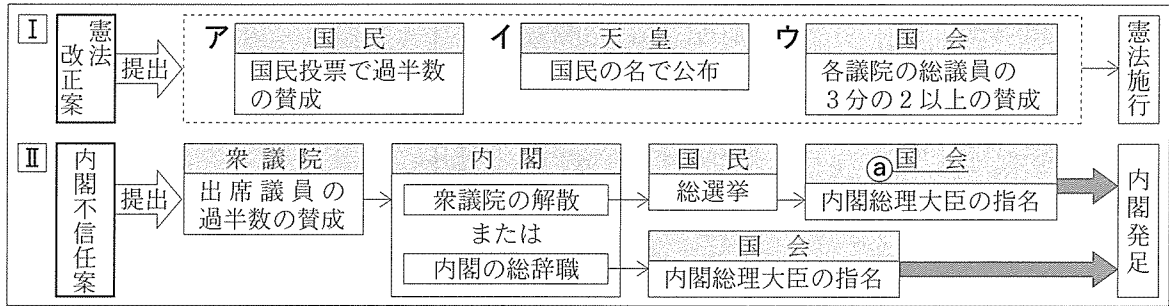 Ⅰ
憲法改正案
提出
ア
国民
国民投票で過半数
の賛成
イ
天皇
国民の名で公布
ウ
国会
各議院の総議員の
3分の2以上の賛成
憲法施行
Ⅱ
内閣不信任案
提出
衆議院
出席議員の
過半数の賛成
内閣
衆議院の解散
または
内閣の総辞職
国民
総選挙
ⓐ
国会
内閣総理大臣の指名
国会
内閣総理大臣の指名
内閣発足